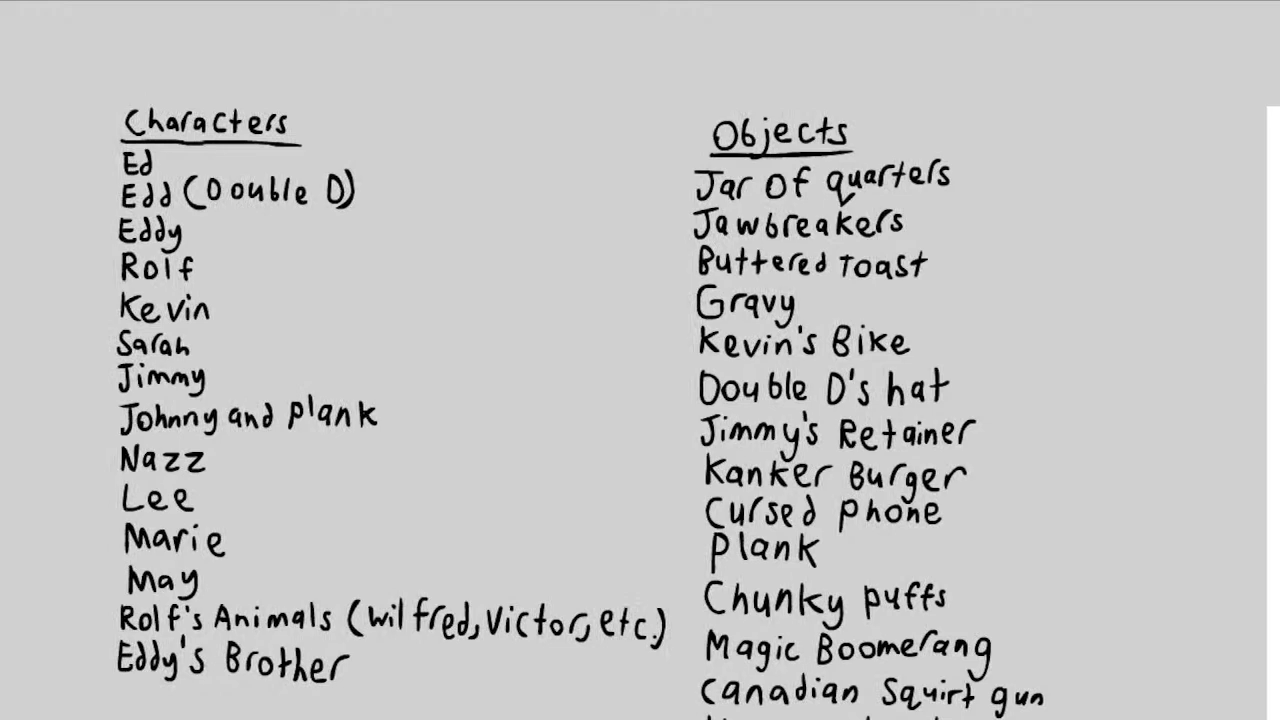 Characters
Ed
Edd (Double D)
Eddy
Rolf
Kevin
Sarah
Jimmy
Johnny and plank
Nazz
Lee
Marie
May
Rolf's Animals (wilfred, Victor, etc.)
Eddy's Brother
Objects
Jar Of quarters
Jawbreakers
Buttered Toast
Gravy
Kevin's Bike
Double D's hat
Jimmy's Retainer
Kanker Burger
Cursed phone
plank
Chunky puffs
Magic Boomerang
Canadian Squirt gun